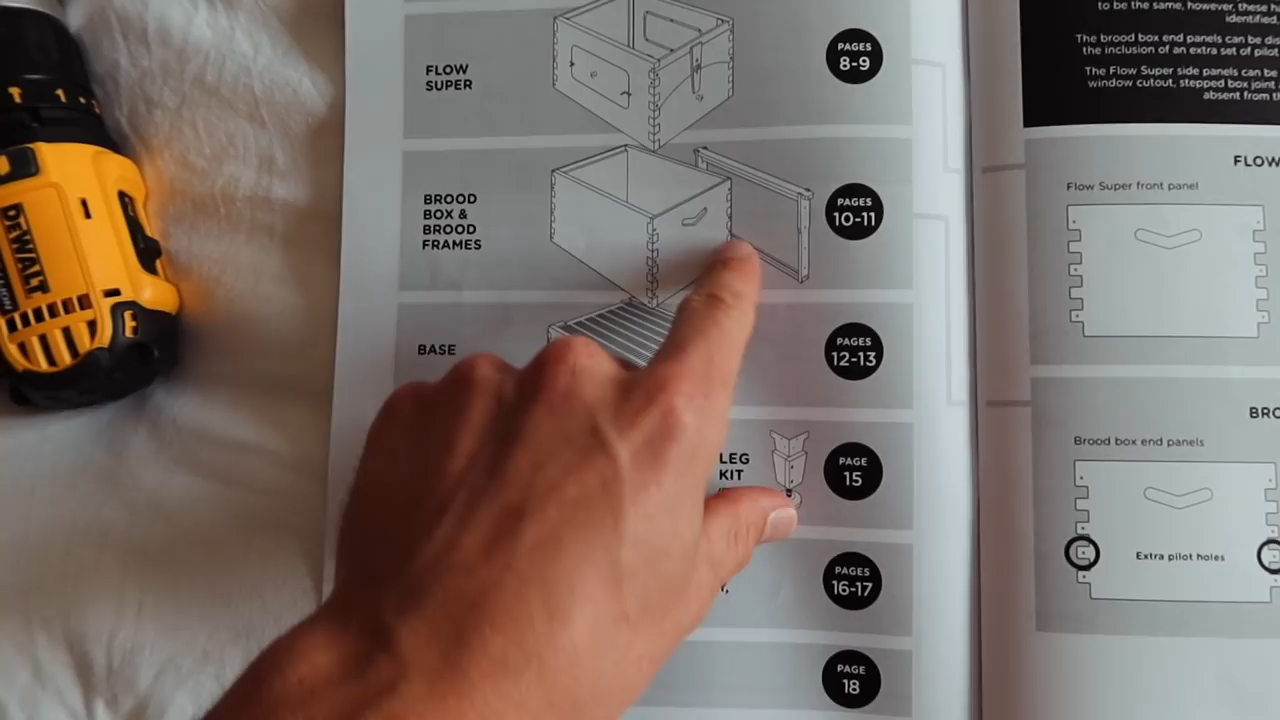 DEWALT
FLOW
SUPER
PAGES
8-9
BROOD
BOX &
BROOD
FRAMES
PAGES
10-11
BASE
PAGES
12-13
LEG
KIT
PAGE
15
PAGES
16-17
PAGE
18
to be the same, however, these
identified,
The brood box end panels can be
the inclusion of an extra set of pilot
The Flow Super side panels can be
window cutout, stepped box joint
absent from
FLOW
Flow Super front panel
Brood box end panels
Extra pilot holes